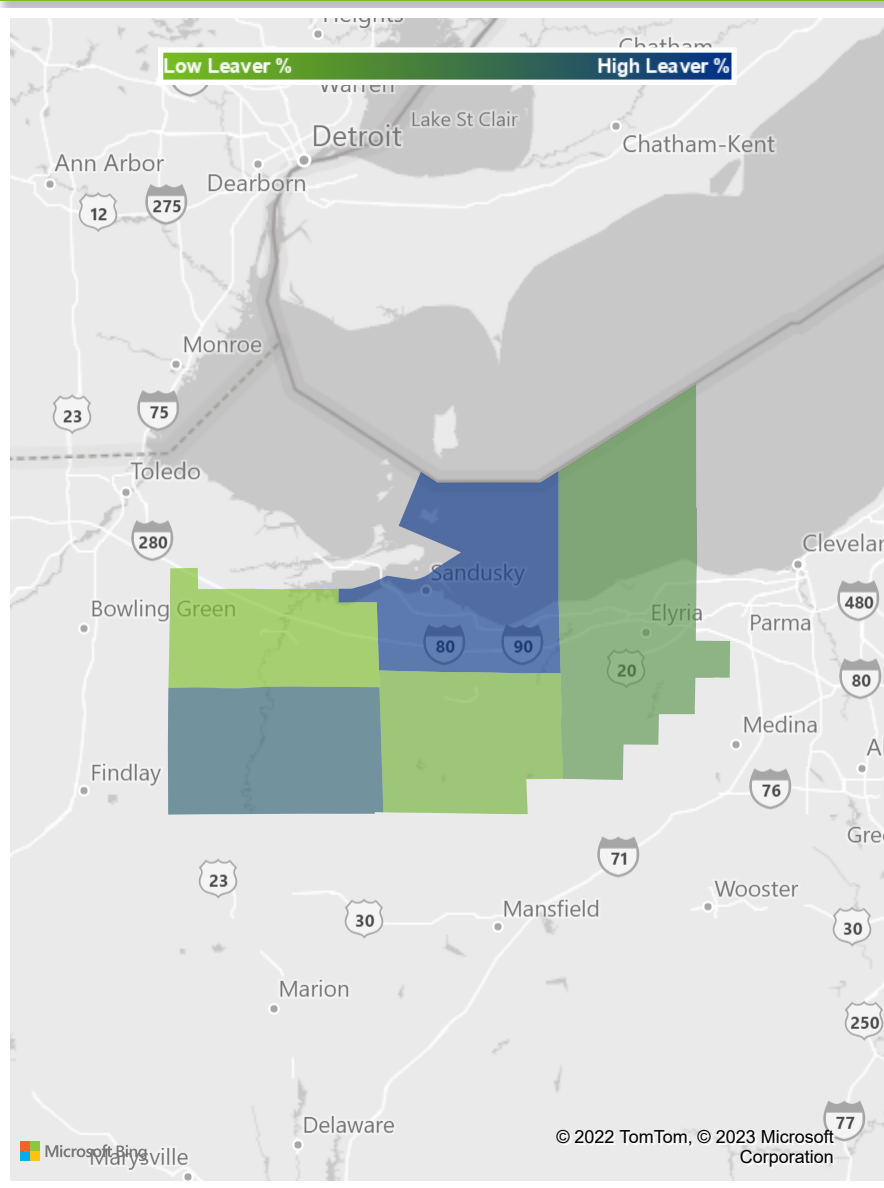 Heights
Chatham
Low Leaver %
High Leaver %
Warren
Lake St Clair
Detroit
Chatham-Kent
Ann Arbor
Dearborn
12
275
Monroe
23
75
Toledo
280
Clevelan
Sandusky
480
Bowling Green
Elyria
Parma
80
90
20
80
Medina
Findlay
76
Gree
71
23
Wooster
30
Mansfield
30
Marion
250
77
Delaware
© 2022 TomTom, © 2023 Microsoft
Corporation
Microsoft Bing
Marysville